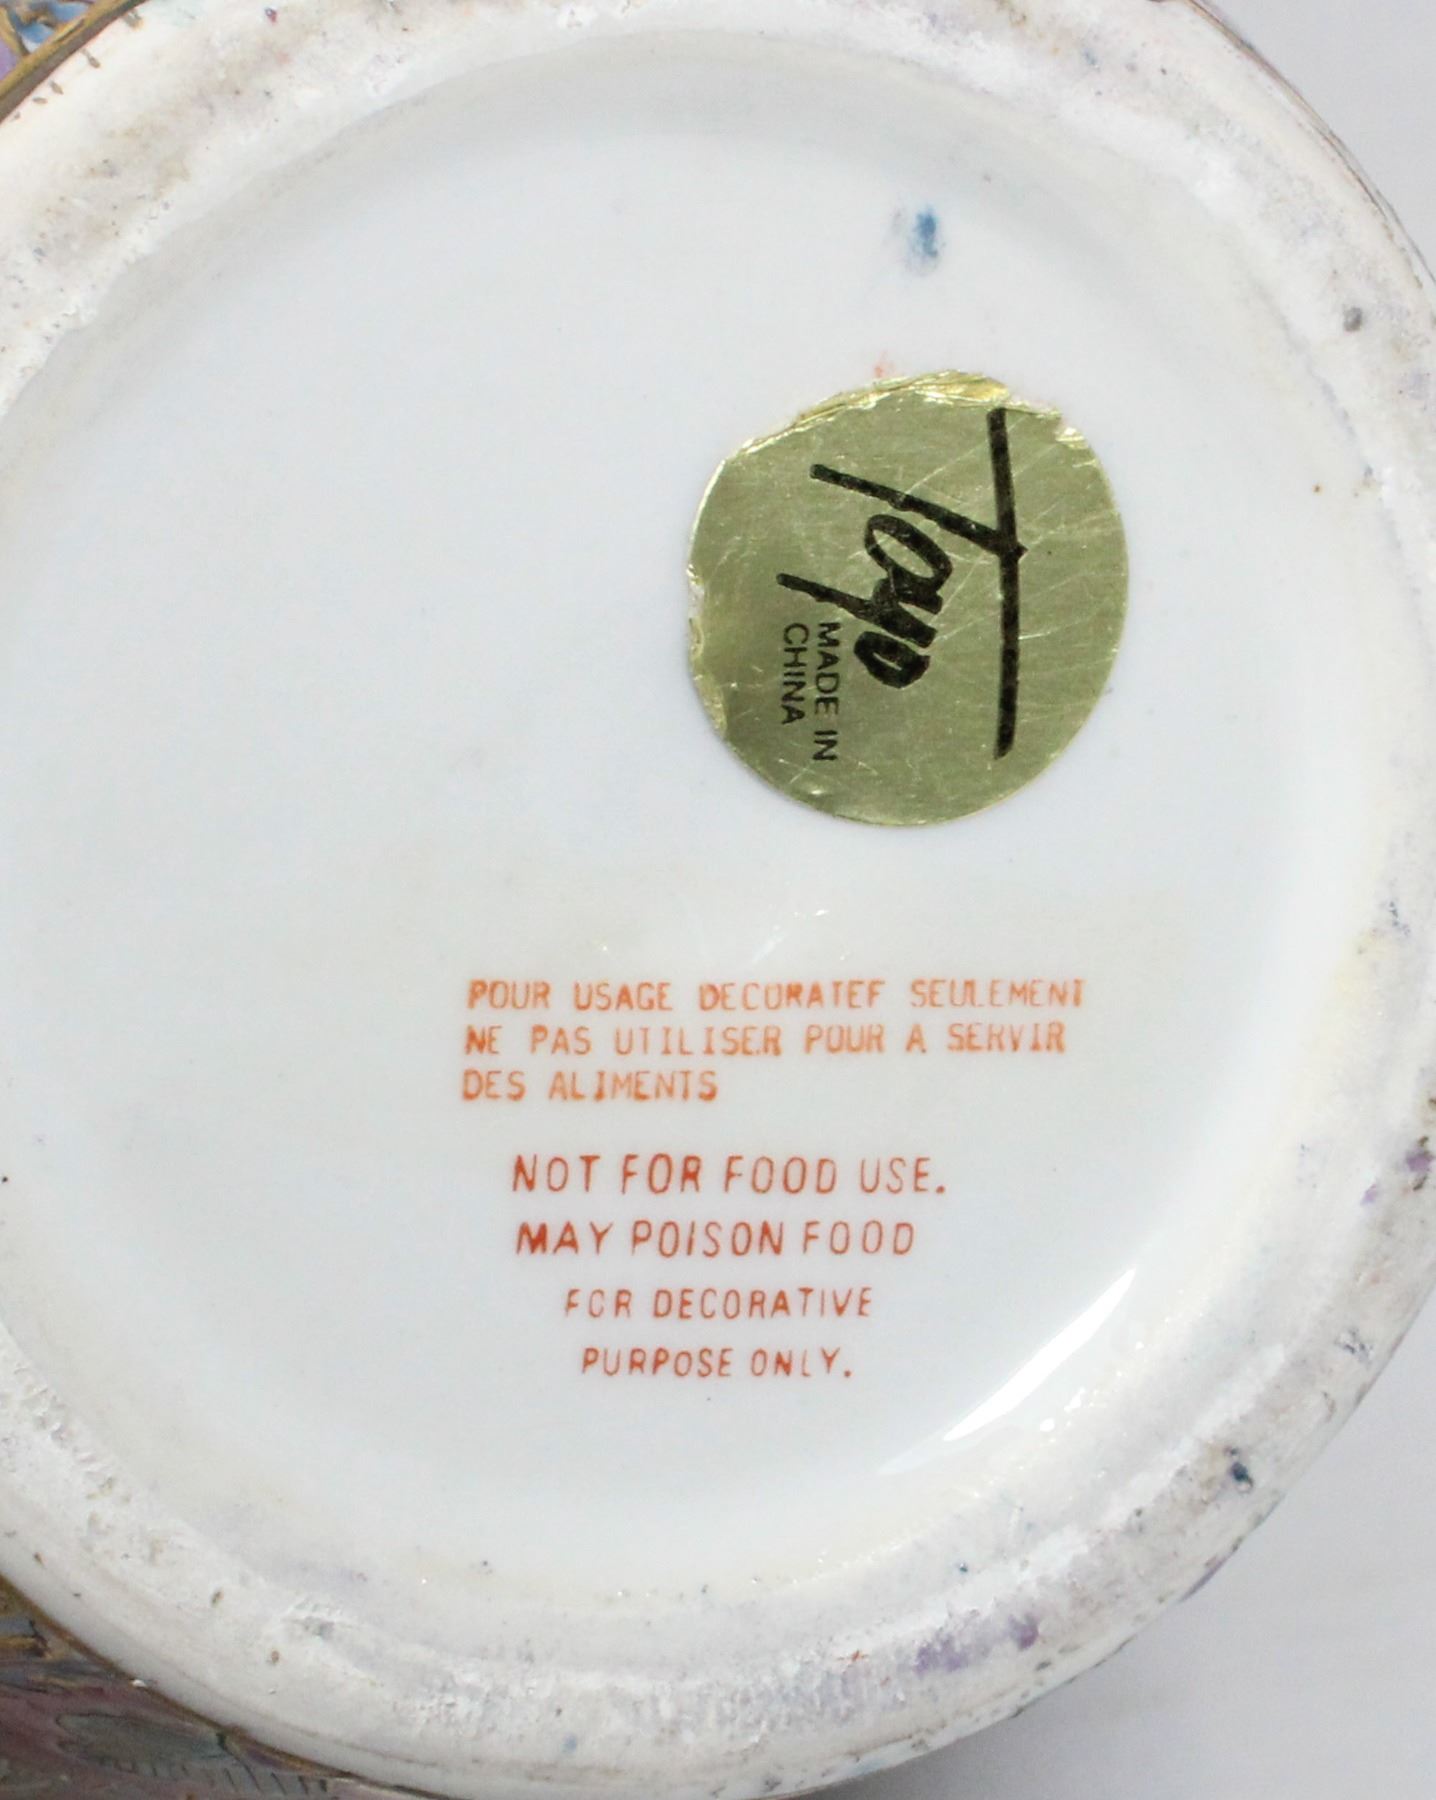 Toyo
MADE IN
CHINA
POUR USAGE DECORATEF SEULEMENT
NE PAS UTILISER POUR A SERVIR
DES ALIMENTS
NOT FOR FOOD USE.
MAY POISON FOOD
FOR DECORATIVE
PURPOSE ONLY.